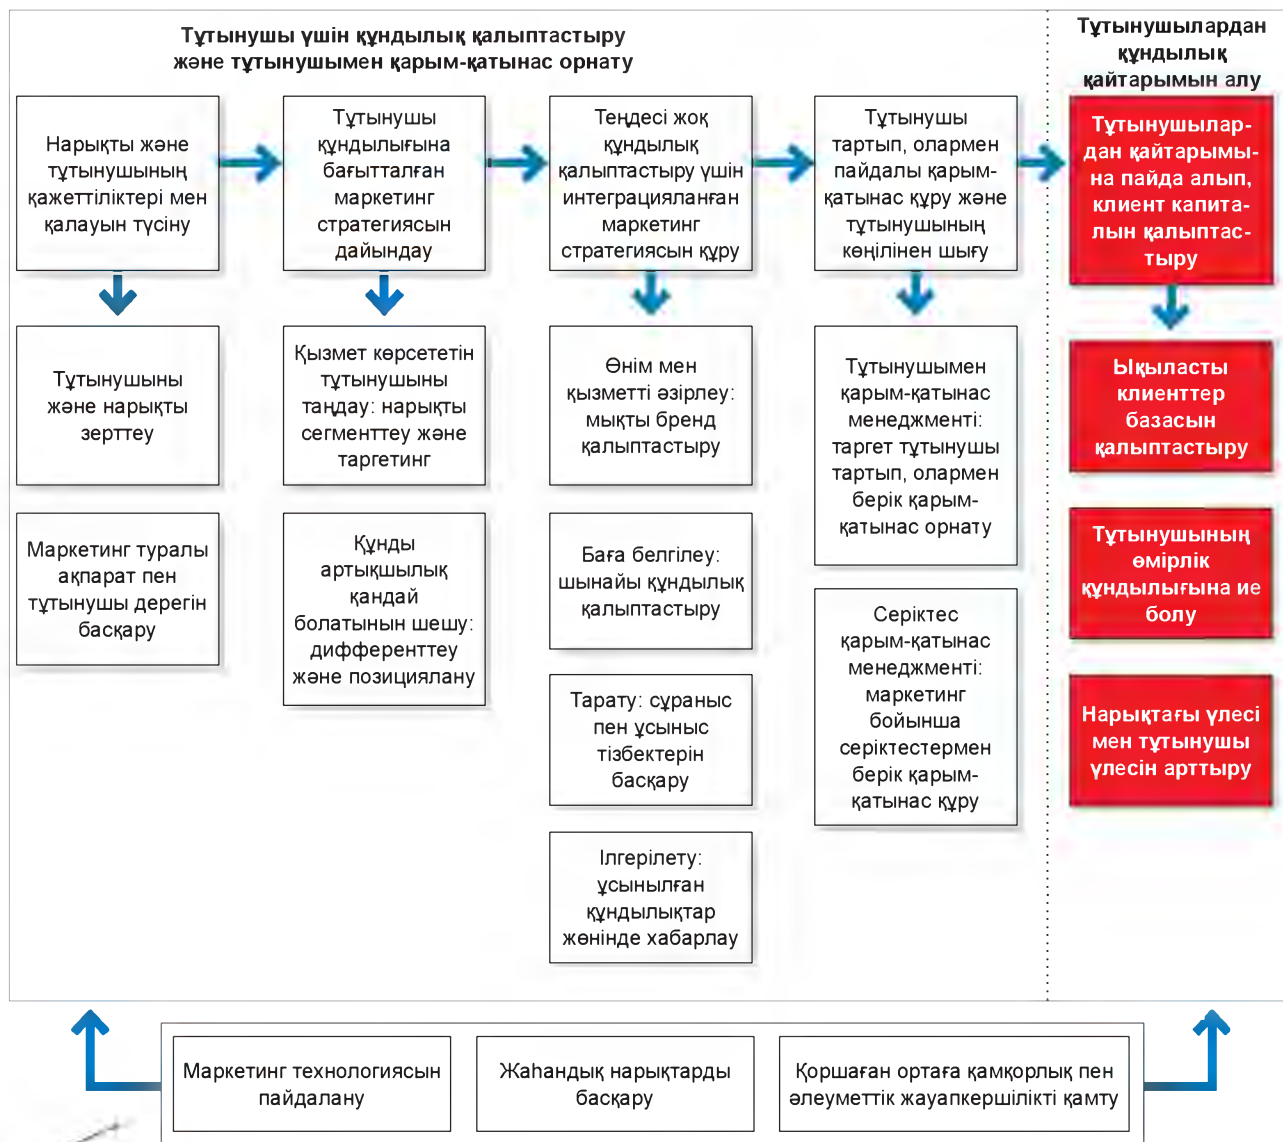 Тұтынушы үшін құндылық қалыптастыру
және тұтынушымен қарым-қатынас орнату
Тұтынушылардан
құндылық
қайтарымын алу
Нарықты және
тұтынушының
қажеттіліктері мен
қалауын түсіну
Тұтынушы
құндылығына
бағытталған
маркетинг
стратегиясын
дайындау
Теңдесі жоқ
құндылық
қалыптастыру үшін
интеграцияланған
маркетинг
стратегиясын құру
Тұтынушы
тартып, олармен
пайдалы қарым-
қатынас құру және
тұтынушының
көңілінен шығу
Тұтынушылар-
дан қайтарымы-
на пайда алып,
клиент капита-
лын қалыптас-
тыру
Тұтынушыны
және нарықты
зерттеу
Маркетинг туралы
ақпарат пен
тұтынушы дерегін
басқару
Қызмет көрсететін
тұтынушыны
таңдау: нарықты
сегменттеу және
таргетинг
Құнды
артықшылық
қандай
болатынын шешу:
дифференттеу
және позициялану
Өнім мен
қызметті әзірлеу:
мықты бренд
қалыптастыру
Баға белгілеу:
шынайы құндылық
қалыптастыру
Тарату: сұраныс
пен ұсыныс
тізбектерін
басқару
Ілгерілету:
ұсынылған
құндылықтар
жөнінде хабарлау
Тұтынушымен
қарым-қатынас
менеджменті:
таргет тұтынушы
тартып, олармен
берік қарым-
қатынас орнату
Серіктес
қарым-қатынас
менеджменті:
маркетинг
бойынша
серіктестермен
берік қарым-
қатынас құру
Ықыласты
клиенттер
базасын
қалыптастыру
Тұтынушының
өмірлік
құндылығына ие
болу
Нарықтағы үлесі
мен тұтынушы
үлесін арттыру
Маркетинг технологиясын
пайдалану
Жаһандық нарықтарды
басқару
Қоршаған ортаға қамқорлық пен
әлеуметтік жауапкершілікті қамту